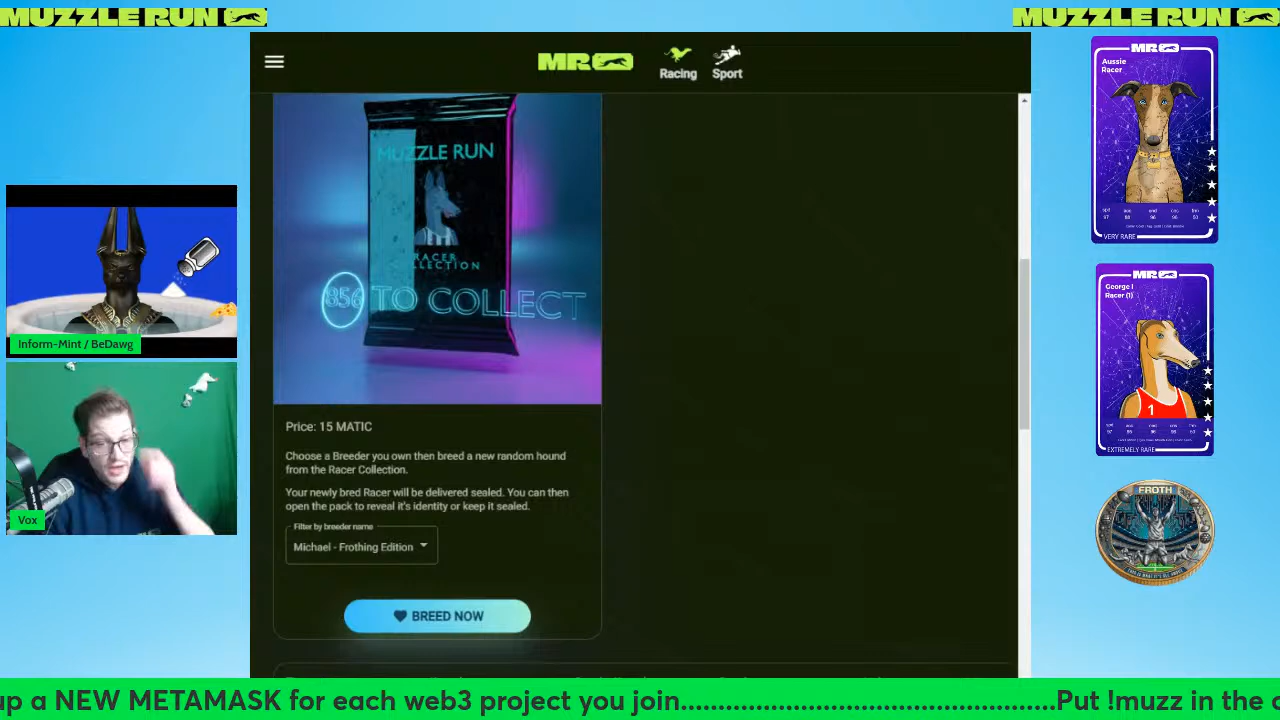 MUZZLE RUN
MUZZLE RUN
MR
Racing
Sport
MUZZLE RUN
RACER
COLLECTION
856 TO COLLECT
Price: 15 MATIC
Choose a Breeder you own then breed a new random hound
from the Racer Collection.
Your newly bred Racer will be delivered sealed. You can then
open the pack to reveal it's identity or keep it sealed.
Filter by breeder name
Michael - Frothing Edition
BREED NOW
Inform-Mint / BeDawg
Vox
MR
Aussie
Racer
VERY RARE
MR
George I
Racer (1)
1
EXTREMELY RARE
FROTH
up a NEW METAMASK for each web3 project you join..................................................Put !muzz in the c